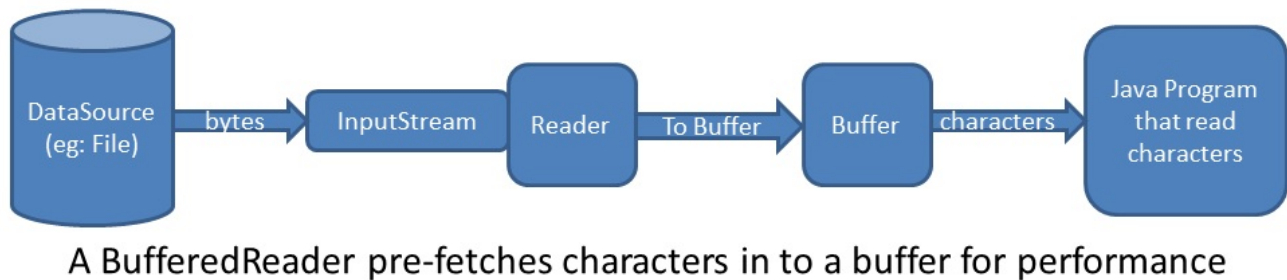 DataSource
(eg: File)
bytes
InputStream
Reader
To Buffer
Buffer
characters
Java Program
that read
characters
A BufferedReader pre-fetches characters in to a buffer for performance